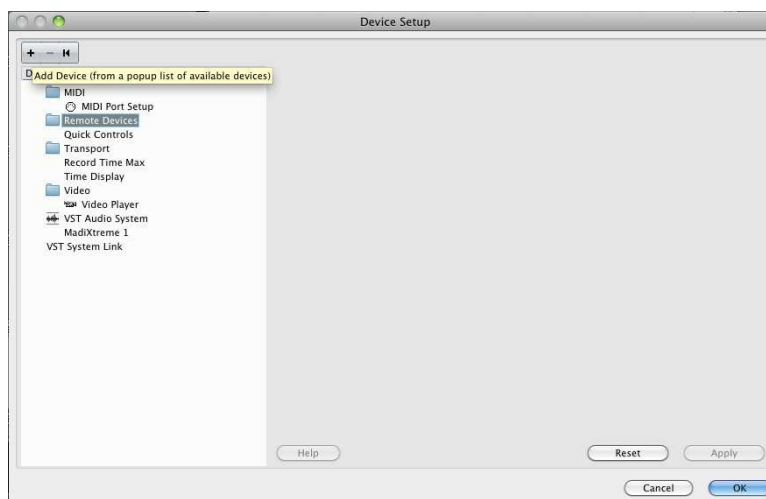 Device Setup
+ - 
D
Add Device (from a popup list of available devices)
MIDI
MIDI Port Setup
Remote Devices
Quick Controls
Transport
Record Time Max
Time Display
Video
Video Player
VST Audio System
MadiXtreme 1
VST System Link
Help
Reset
Apply
Cancel
OK